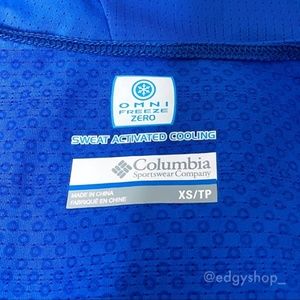 OMNI
FREEZE
ZERO
SWEAT ACTIVATED COOLING
Columbia
Sportswear Company
MADE IN CHINA
FABRIQUÉ EN CHINE
XS/TP
@edgyshop_